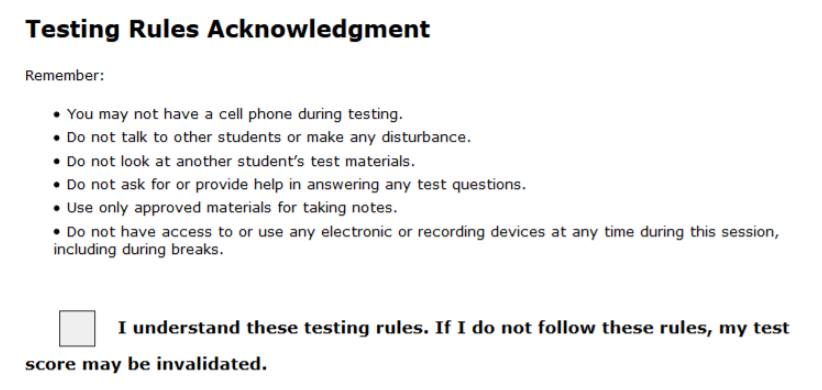 Testing Rules Acknowledgment
Remember:
• You may not have a cell phone during testing.
• Do not talk to other students or make any disturbance.
• Do not look at another student’s test materials.
• Do not ask for or provide help in answering any test questions.
• Use only approved materials for taking notes.
• Do not have access to or use any electronic or recording devices at any time during this session,
including during breaks.
I understand these testing rules. If I do not follow these rules, my test
score may be invalidated.